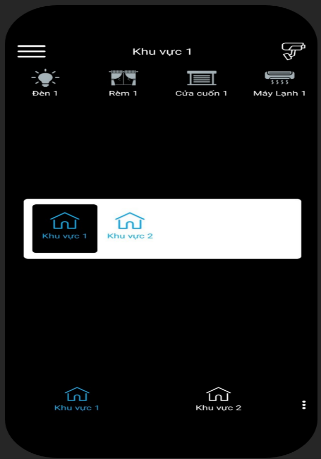 Khu vực 1
Đèn 1 Rèm 1 Cửa cuốn 1 Máy Lạnh 1
Khu vực 1 Khu vực 2
Khu vực 1 Khu vực 2